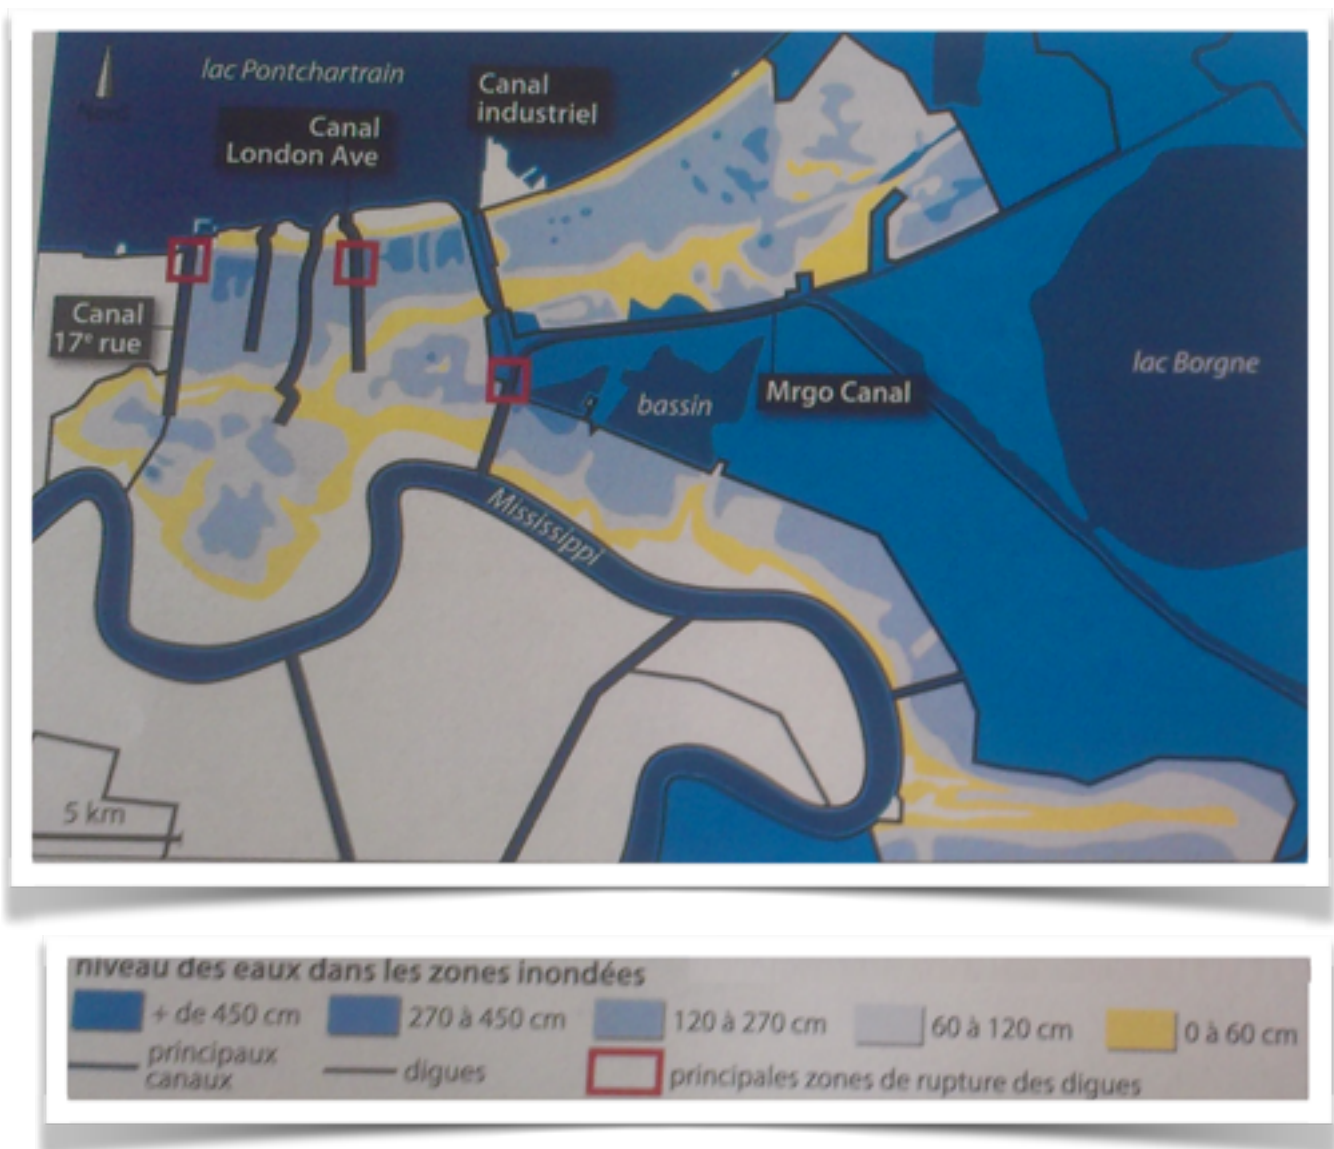 lac Pontchartrain
Canal
industriel
Canal
London Ave
Canal
17e rue
lac Borgne
Mrgo Canal
bassin
Mississippi
5 km
niveau des eaux dans les zones inondées
+ de 450 cm
270 à 450 cm
120 à 270 cm
60 à 120 cm
0 à 60 cm
principaux
canaux
digues
principales zones de rupture des digues